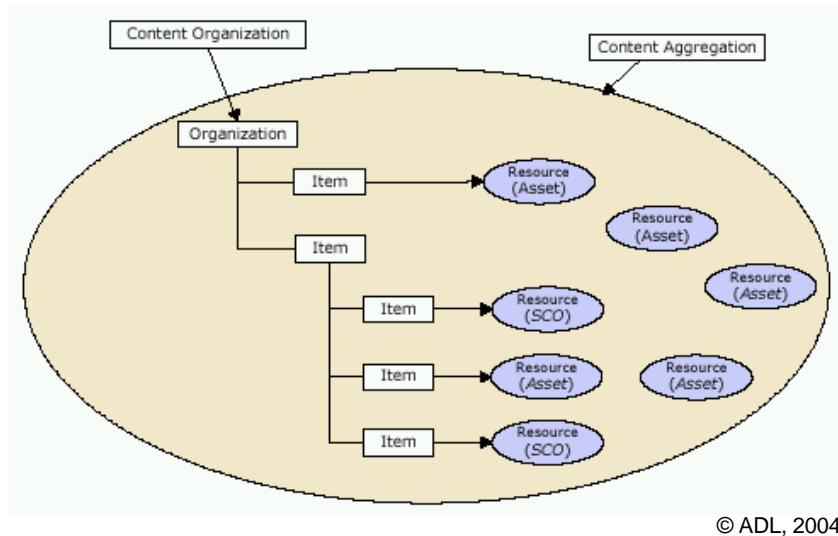 Content Organization
Content Aggregation
Organization
Item
Resource
(Asset)
Resource
(Asset)
Item
Resource
(Asset)
Item
Resource
(SCO)
Item
Resource
(Asset)
Resource
(Asset)
Item
Resource
(SCO)
© ADL, 2004